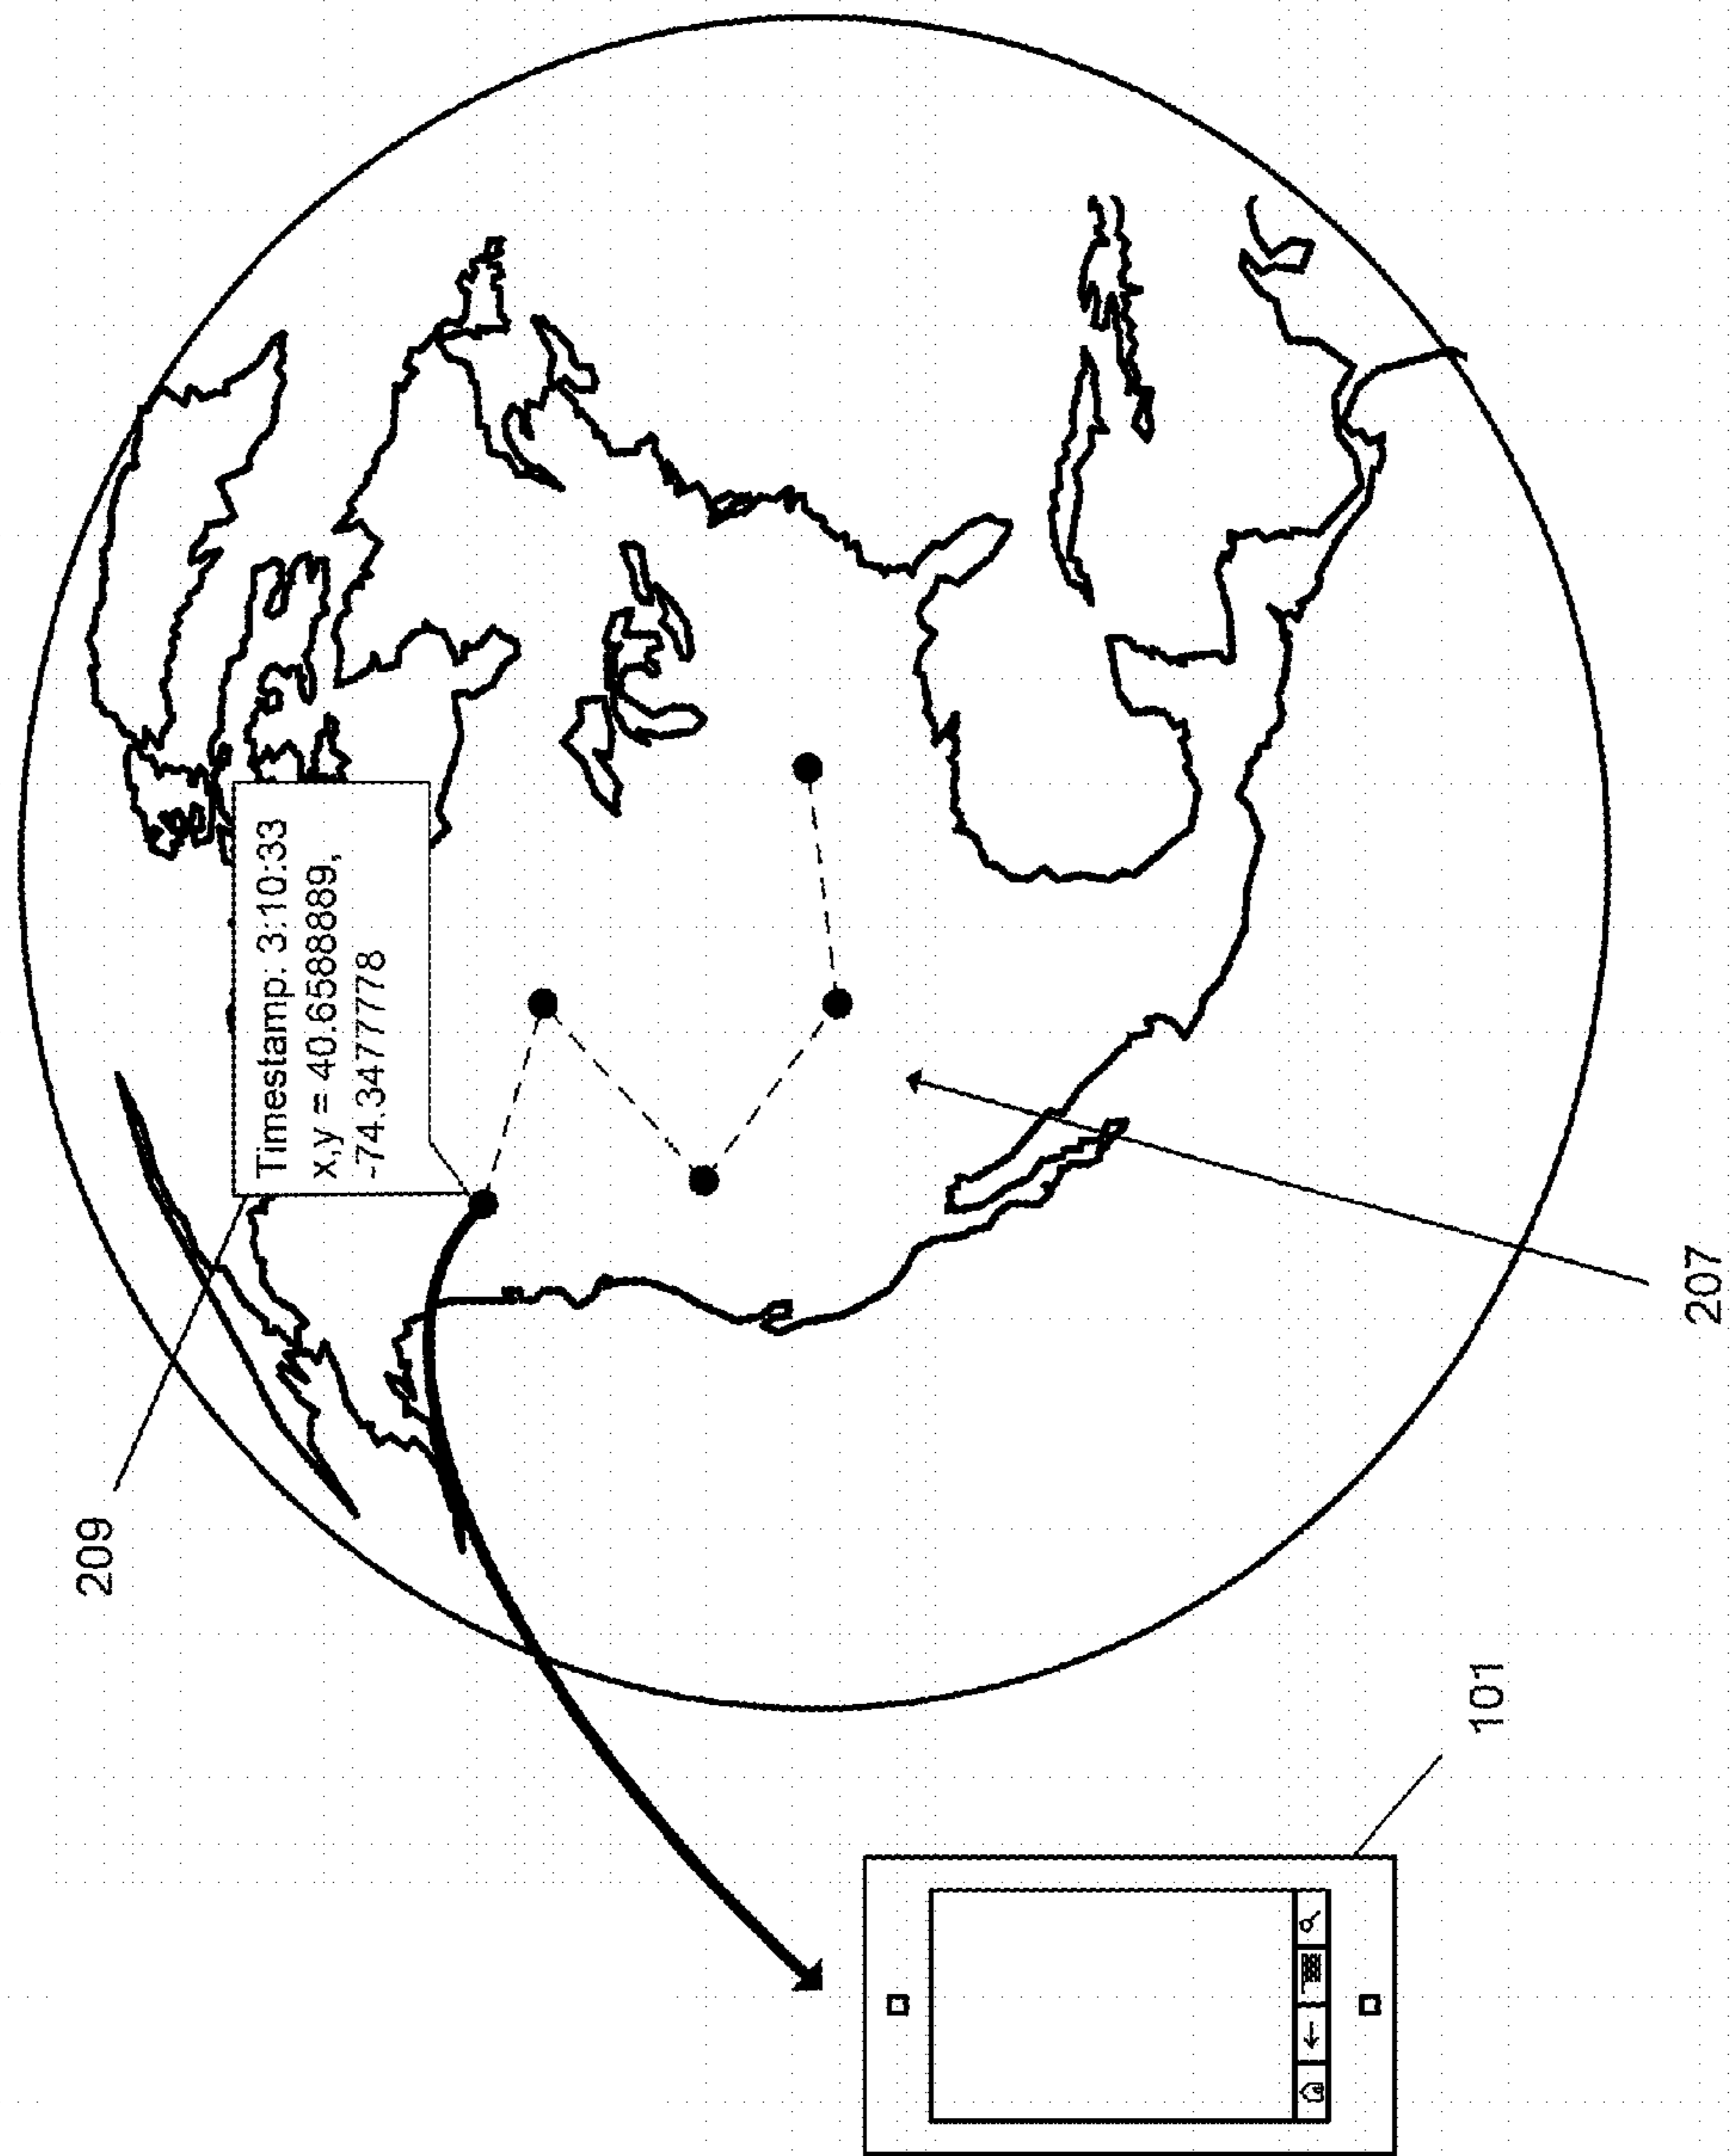 209
Timestamp: 3:10:33
x,y = 40.6588889,
-74.3477778
101
207